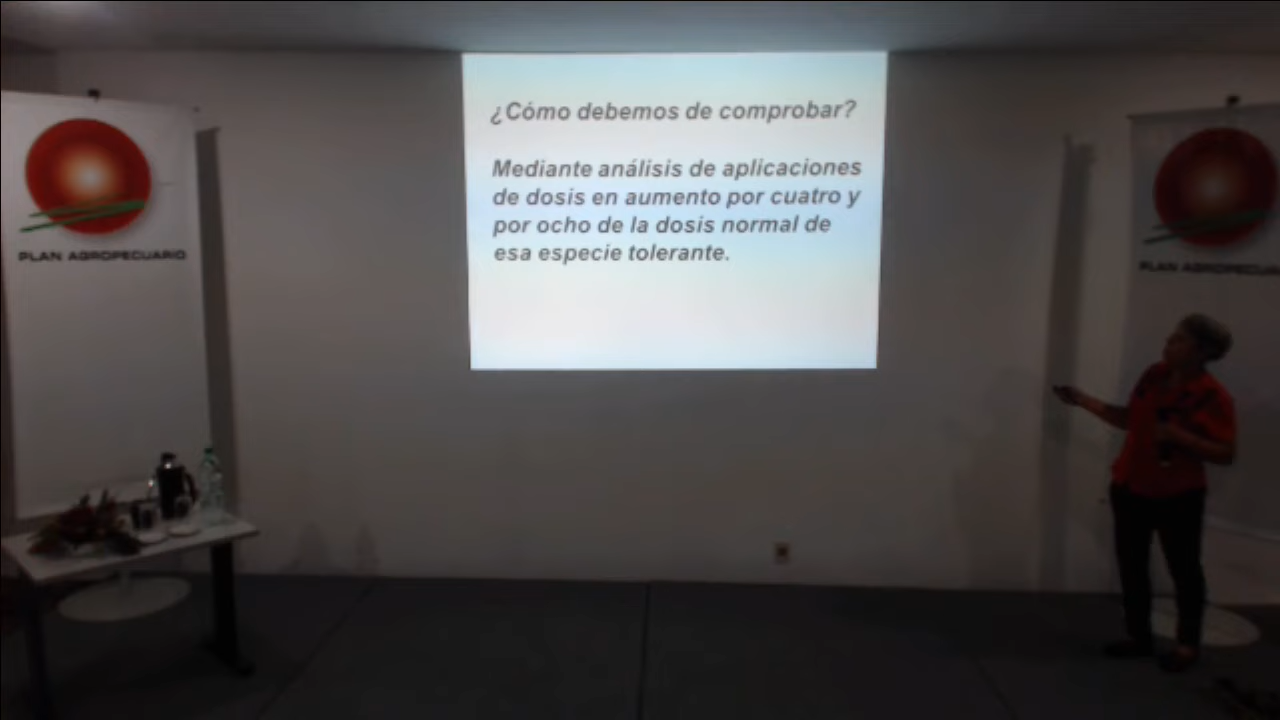 ¿Cómo debemos de comprobar?
Mediante análisis de aplicaciones
de dosis en aumento por cuatro y
por ocho de la dosis normal de
esa especie tolerante.
PLAN AGROPECUARIO
PLAN AGROPECUA